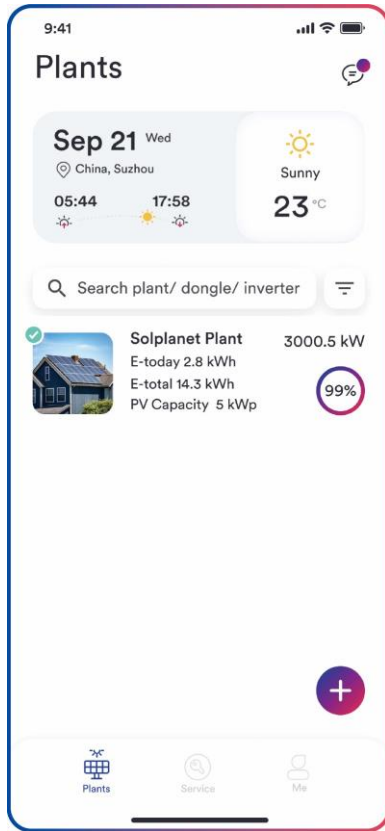 9:41
Plants
Sep 21 Wed
China, Suzhou
05:44 17:58
Sunny
23 °C
Search plant/ dongle/ inverter
Solplanet Plant 3000.5 kW
E-today 2.8 kWh
E-total 14.3 kWh
PV Capacity 5 kWp
99%
Plants Service Me